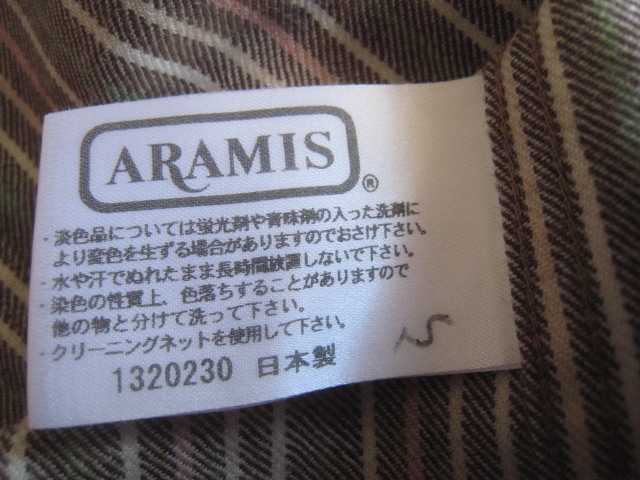 ARAMIS
®
・淡色品については蛍光剤や青味剤の入った洗剤に
より変色を生ずる場合がありますのでおさげ下さい。
・水や汗でぬれたまま長時間放置しないで下さい。
・染色の性質上、色落ちすることがありますので
他の物と分けて洗って下さい。
・クリーニングネットを使用して下さい。
1320230 日本製